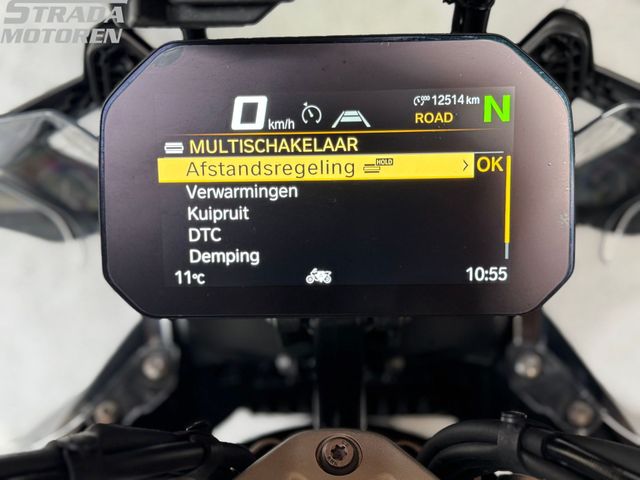 STRADA
MOTOREN
0 km/h
12514 km
ROAD
N
MULTISCHAKELAAR
Afstandsregeling HOLD > OK
Verwarmingen
Kuipruit
DTC
Demping
11°C
10:55